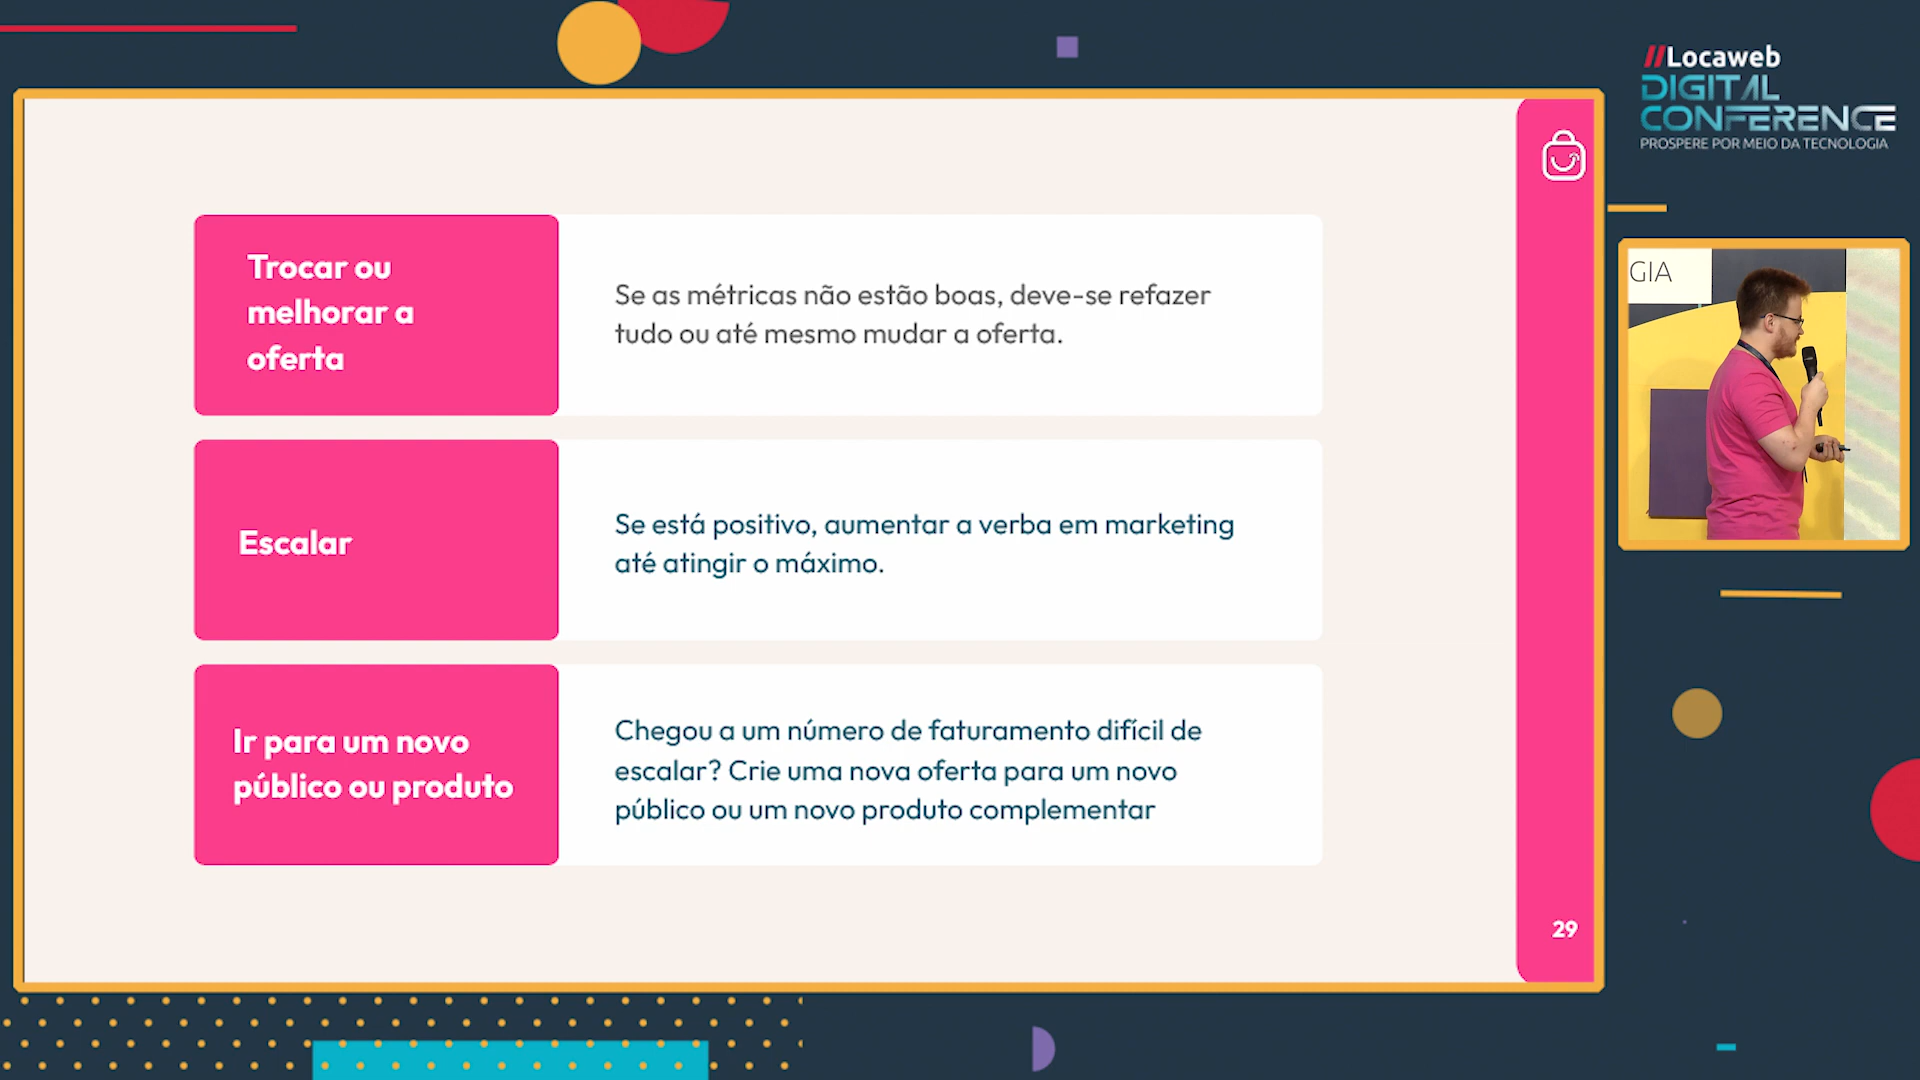 //Locaweb
DIGITAL
CONFERENCE
PROSPERE POR MEIO DA TECNOLOGIA
Trocar ou
melhorar a
oferta
Se as métricas não estão boas, deve-se refazer
tudo ou até mesmo mudar a oferta.
Escalar
Se está positivo, aumentar a verba em marketing
até atingir o máximo.
Ir para um novo
público ou produto
Chegou a um número de faturamento difícil de
escalar? Crie uma nova oferta para um novo
público ou um novo produto complementar
29
GIA